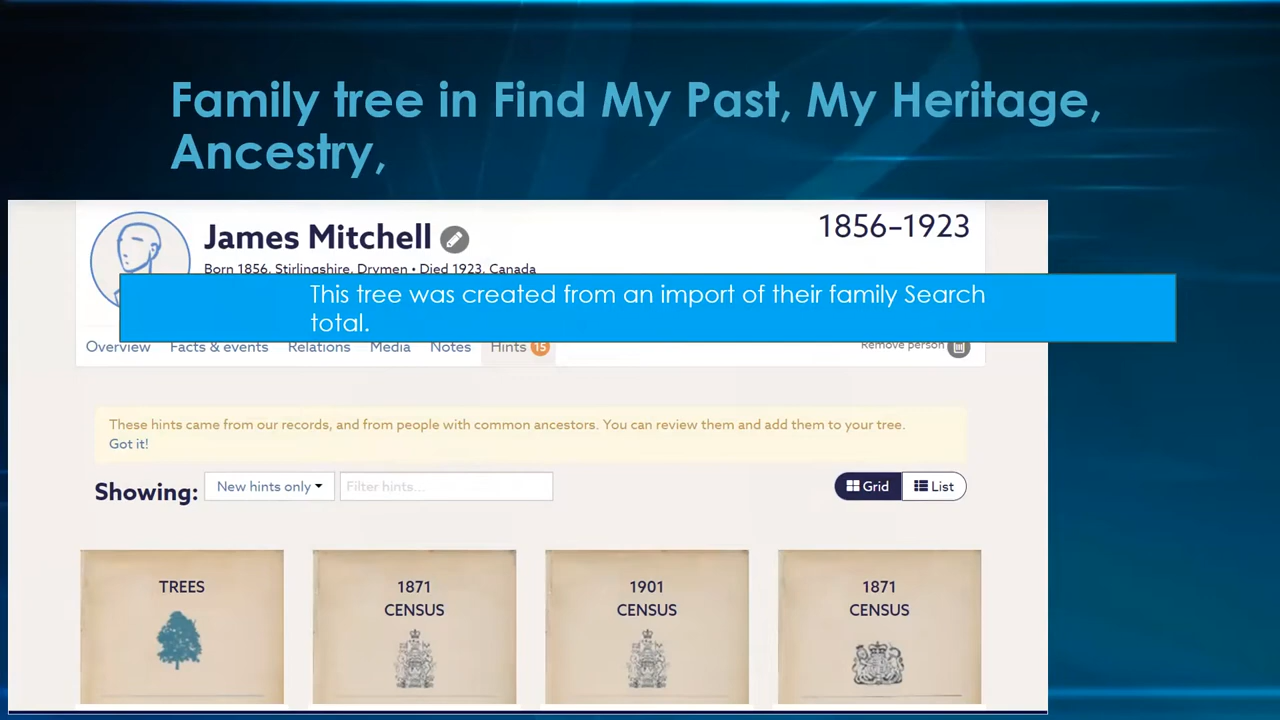 Family tree in Find My Past, My Heritage,
Ancestry,
James Mitchell
1856–1923
Born 1856, Stirlingshire, Drymen • Died 1923, Canada
This tree was created from an import of their family Search
total.
Overview Facts & events Relations Media Notes Hints 15 Remove person
These hints came from our records, and from people with common ancestors. You can review them and add them to your tree.
Got it!
Showing: New hints only Filter hints... Grid List
TREES
1871
CENSUS
1901
CENSUS
1871
CENSUS